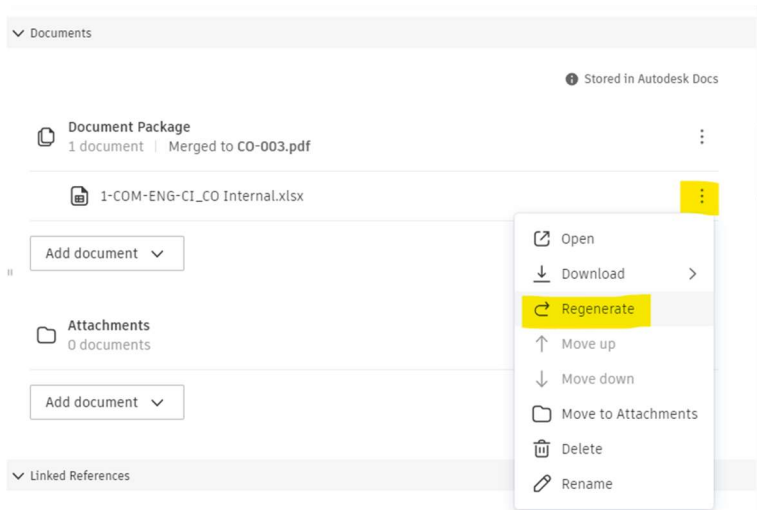 Documents
Stored in Autodesk Docs
Document Package
1 document | Merged to CO-003.pdf
1-COM-ENG-CI_CO Internal.xlsx
Open
Add document
Download
Regenerate
Attachments
0 documents
Move up
Move down
Add document
Move to Attachments
Delete
Linked References
Rename